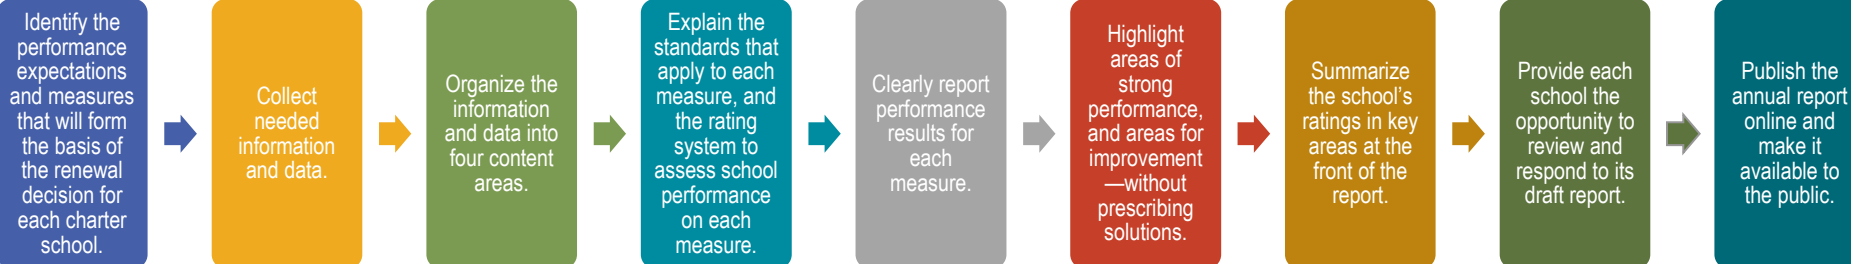 Identify the
performance
expectations
and measures
that will form
the basis of
the renewal
decision for
each charter
school.
Collect
needed
information
and data.
Organize the
information
and data into
four content
areas.
Explain the
standards that
apply to each
measure, and
the rating
system to
assess school
performance
on each
measure.
Clearly report
performance
results for
each
measure.
Highlight
areas of
strong
performance,
and areas for
improvement
—without
prescribing
solutions.
Summarize
the school’s
ratings in key
areas at the
front of the
report.
Provide each
school the
opportunity to
review and
respond to its
draft report.
Publish the
annual report
online and
make it
available to
the public.